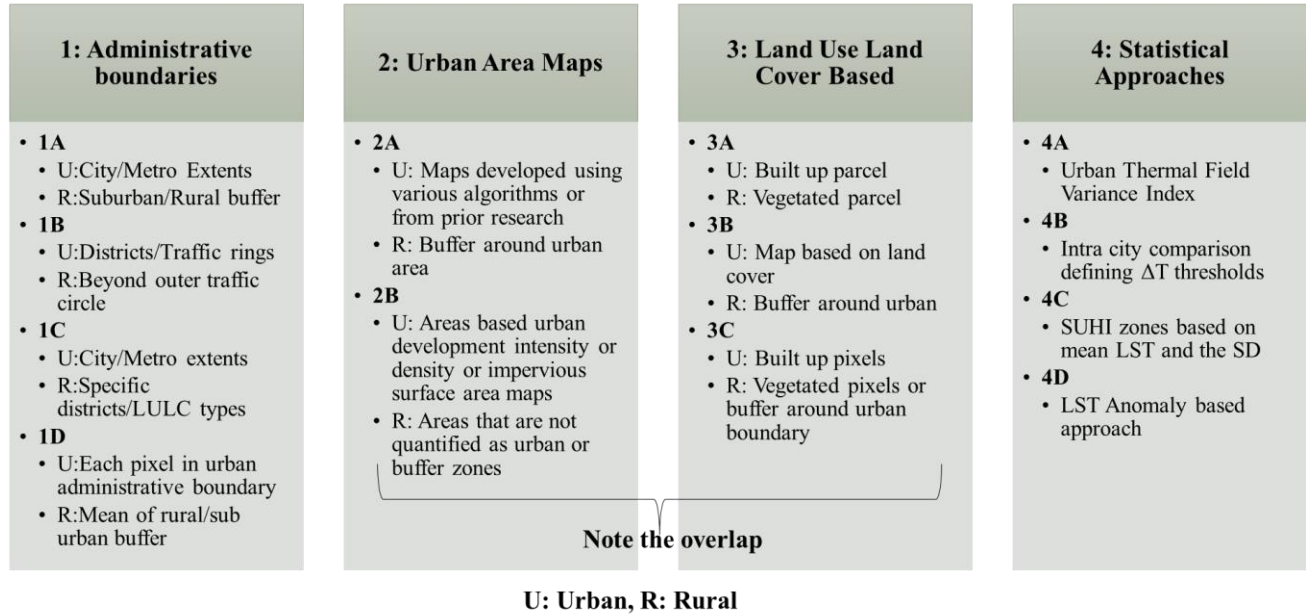 1: Administrative
boundaries
• 1A
• U:City/Metro Extents
• R:Suburban/Rural buffer
• 1B
• U:Districts/Traffic rings
• R:Beyond outer traffic
circle
• 1C
• U:City/Metro extents
• R:Specific
districts/LULC types
• 1D
• U:Each pixel in urban
administrative boundary
• R:Mean of rural/sub
urban buffer
2: Urban Area Maps
• 2A
• U: Maps developed using
various algorithms or
from prior research
• R: Buffer around urban
area
• 2B
• U: Areas based urban
development intensity or
density or impervious
surface area maps
• R: Areas that are not
quantified as urban or
buffer zones
3: Land Use Land
Cover Based
• 3A
• U: Built up parcel
• R: Vegetated parcel
• 3B
• U: Map based on land
cover
• R: Buffer around urban
• 3C
• U: Built up pixels
• R: Vegetated pixels or
buffer around urban
boundary
Note the overlap
4: Statistical
Approaches
• 4A
• Urban Thermal Field
Variance Index
• 4B
• Intra city comparison
defining ΔT thresholds
• 4C
• SUHI zones based on
mean LST and the SD
• 4D
• LST Anomaly based
approach
U: Urban, R: Rural